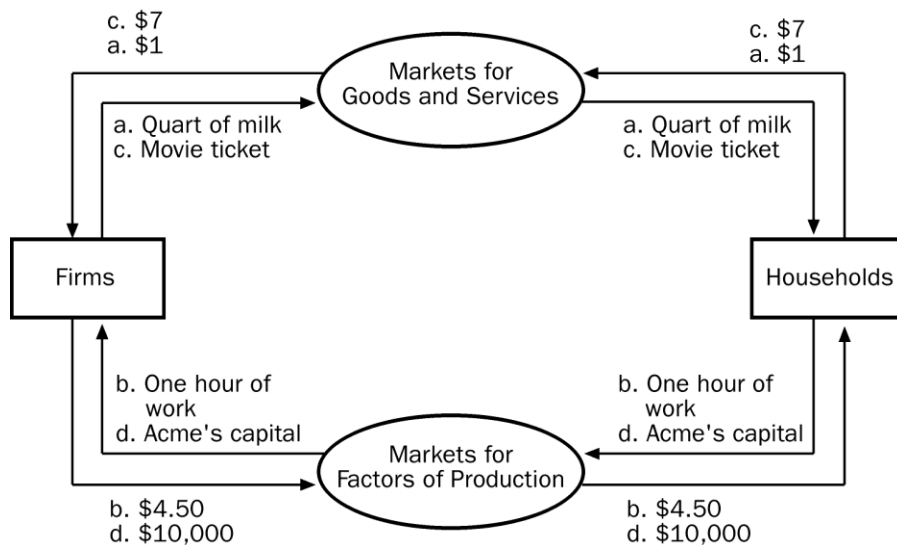 c. $7
a. $1
Markets for
Goods and Services
c. $7
a. $1
a. Quart of milk
c. Movie ticket
a. Quart of milk
c. Movie ticket
Firms
Households
b. One hour of
work
d. Acme's capital
b. One hour of
work
d. Acme's capital
Markets for
Factors of Production
b. $4.50
d. $10,000
b. $4.50
d. $10,000